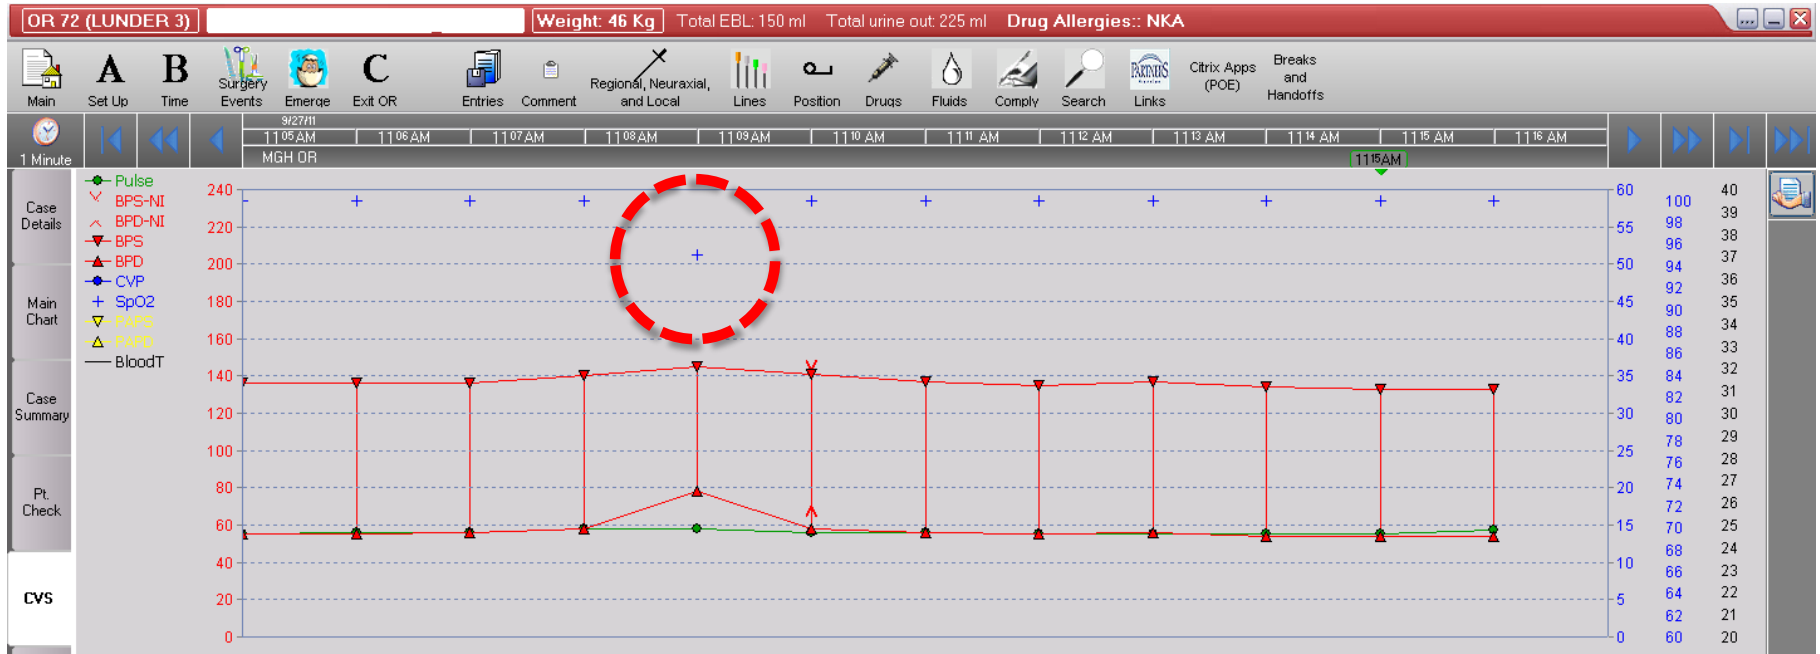 OR 72 (LUNDER 3) Weight: 46 Kg Total EBL: 150 ml Total urine out: 225 ml Drug Allergies:: NKA
Main
A
Set Up
B
Time
Surgery
Events
Emerge
C
Exit OR
Entries
Comment
Regional, Neuraxial,
and Local
Lines
Position
Drugs
Fluids
Comply
Search
PARTNERS
Links
Citrix Apps
(POE)
Breaks
and
Handoffs
9/27/11
1 Minute
11 05 AM 11 06 AM 11 07 AM 11 08 AM 11 09 AM 11 10 AM 11 11 AM 11 12 AM 11 13 AM 11 14 AM 11 15 AM 11 16 AM
MGH OR
11 15 AM
Case
Details
Main
Chart
Case
Summary
Pt.
Check
CVS
Pulse
BPS-NI
BPD-NI
BPS
BPD
CVP
SpO2
PAPS
PAPD
BloodT
240
220
200
180
160
140
120
100
80
60
40
20
0
60
55
50
45
40
35
30
25
20
15
10
5
0
100
98
96
94
92
90
88
86
84
82
80
78
76
74
72
70
68
66
64
62
60
40
39
38
37
36
35
34
33
32
31
30
29
28
27
26
25
24
23
22
21
20